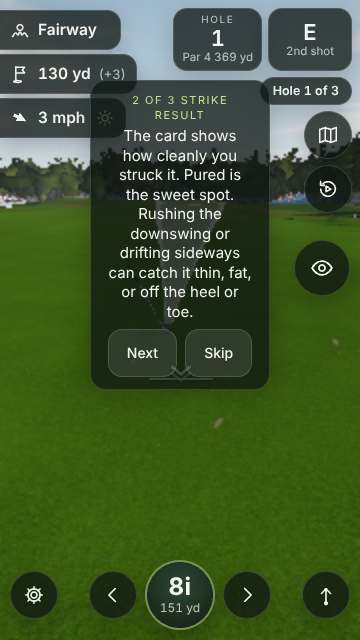 Fairway
130 yd (+3)
3 mph
HOLE
1
Par 4 369 yd
E
2nd shot
Hole 1 of 3
2 OF 3 STRIKE
RESULT
The card shows
how cleanly you
struck it. Pured is
the sweet spot.
Rushing the
downswing or
drifting sideways
can catch it thin, fat,
or off the heel or
toe.
Next
Skip
8i
151 yd